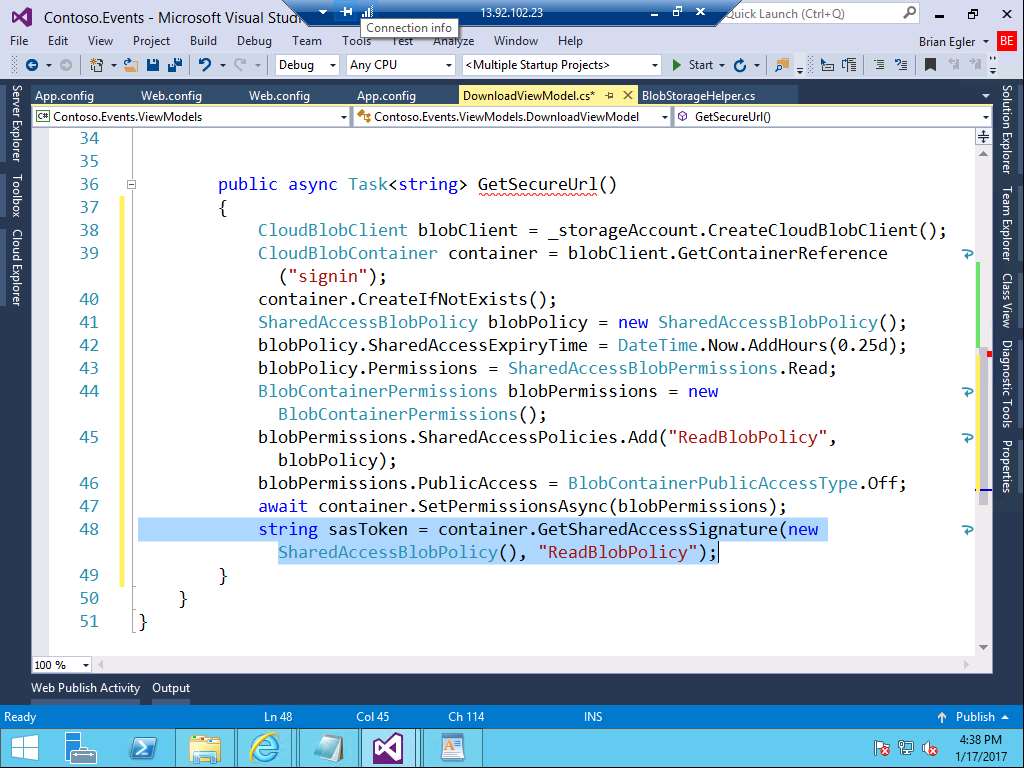 Contoso.Events - Microsoft Visual Studi
13.92.102.23
Quick Launch (Ctrl+Q)
Connection info
File Edit View Project Build Debug Team Tools Test Analyze Window Help
Brian Egler BE
Debug Any CPU <Multiple Startup Projects> Start
App.config Web.config Web.config App.config DownloadViewModel.cs* BlobStorageHelper.cs
C# Contoso.Events.ViewModels Contoso.Events.ViewModels.DownloadViewModel GetSecureUrl()
Server Explorer
Toolbox
Cloud Explorer
34
35
36 public async Task<string> GetSecureUrl()
37 {
38 CloudBlobClient blobClient = _storageAccount.CreateCloudBlobClient();
39 CloudBlobContainer container = blobClient.GetContainerReference
("signin");
40 container.CreateIfNotExists();
41 SharedAccessBlobPolicy blobPolicy = new SharedAccessBlobPolicy();
42 blobPolicy.SharedAccessExpiryTime = DateTime.Now.AddHours(0.25d);
43 blobPolicy.Permissions = SharedAccessBlobPermissions.Read;
44 BlobContainerPermissions blobPermissions = new
BlobContainerPermissions();
45 blobPermissions.SharedAccessPolicies.Add("ReadBlobPolicy",
blobPolicy);
46 blobPermissions.PublicAccess = BlobContainerPublicAccessType.Off;
47 await container.SetPermissionsAsync(blobPermissions);
48 string sasToken = container.GetSharedAccessSignature(new
SharedAccessBlobPolicy(), "ReadBlobPolicy");
49 }
50 }
51 }
Solution Explorer
Team Explorer
Class View
Diagnostic Tools
Properties
100 %
Web Publish Activity Output
Ready Ln 48 Col 45 Ch 114 INS Publish
4:38 PM
1/17/2017